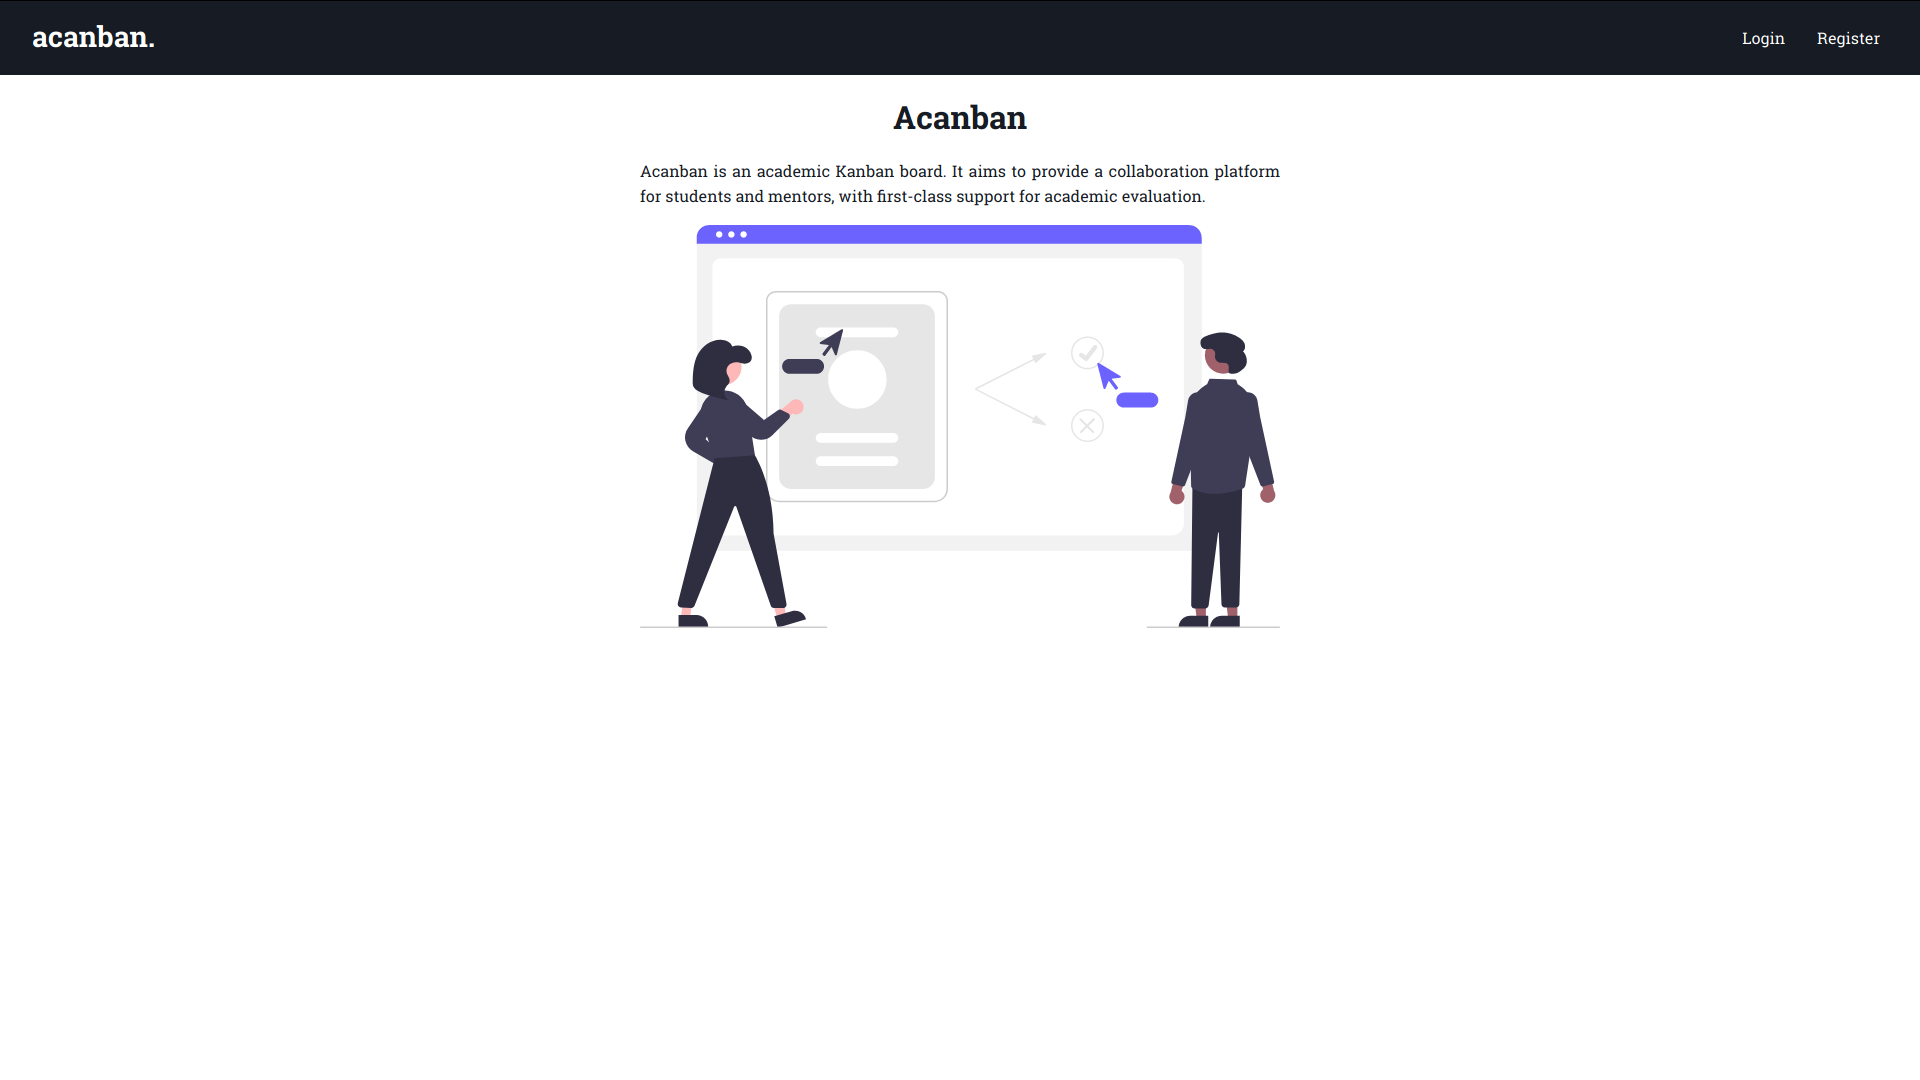 acanban.
Login
Register
Acanban
Acanban is an academic Kanban board. It aims to provide a collaboration platform
for students and mentors, with first-class support for academic evaluation.